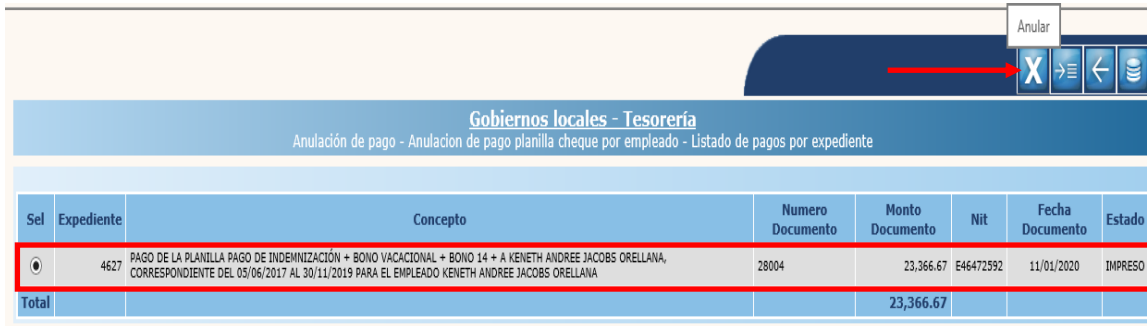 Anular
X
Gobiernos locales - Tesorería
Anulación de pago - Anulacion de pago planilla cheque por empleado - Listado de pagos por expediente
Sel Expediente Concepto Numero Documento Monto Documento Nit Fecha Documento Estado
4627 PAGO DE LA PLANILLA PAGO DE INDEMNIZACIÓN + BONO VACACIONAL + BONO 14 + A KENETH ANDREE JACOBS ORELLANA,
CORRESPONDIENTE DEL 05/06/2017 AL 30/11/2019 PARA EL EMPLEADO KENETH ANDREE JACOBS ORELLANA
28004 23,366.67 E46472592 11/01/2020 IMPRESO
Total 23,366.67